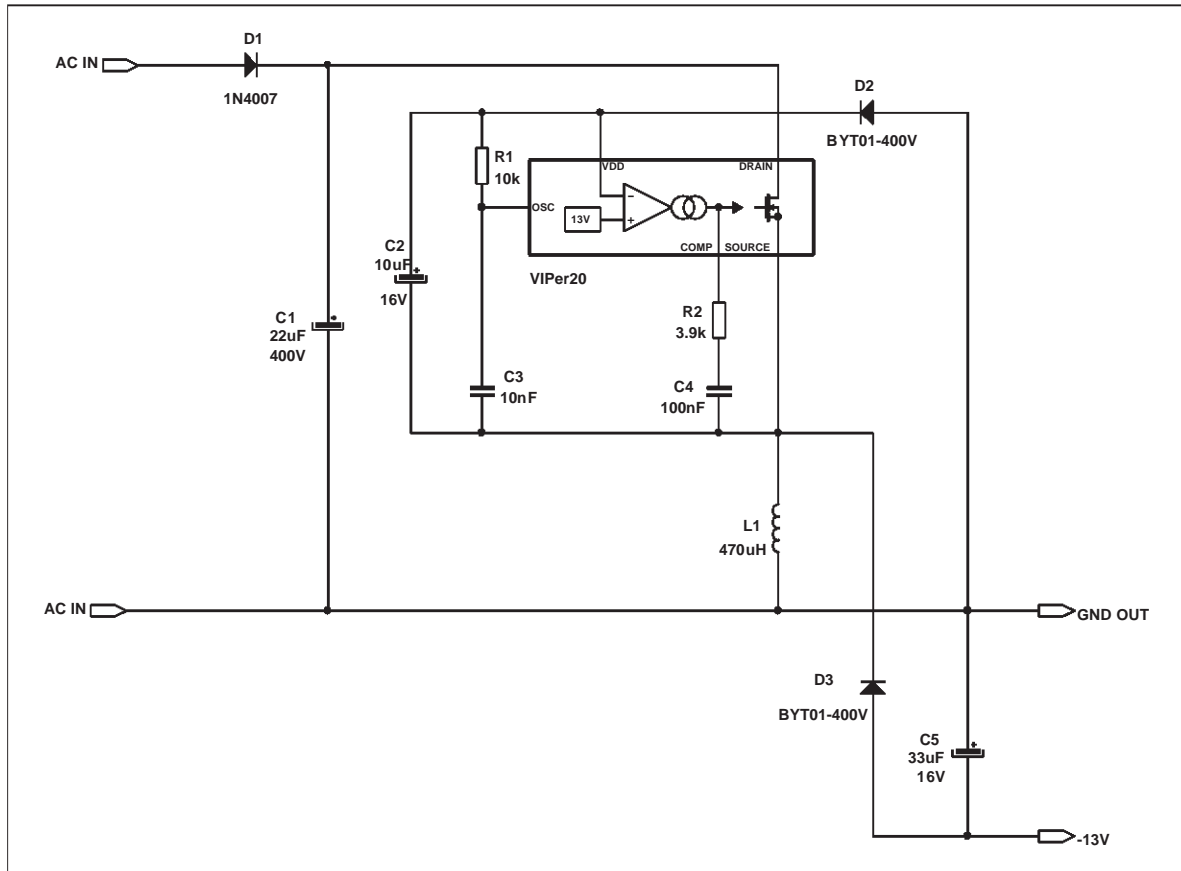 D1
AC IN
1N4007
D2
BYT01-400V
R1
10k
VDD
DRAIN
OSC
13V
−
+
COMP
SOURCE
VIPer20
C2
10uF
+
16V
R2
3.9k
C1
22uF
400V
C3
10nF
C4
100nF
L1
470uH
AC IN
GND OUT
D3
BYT01-400V
C5
33uF
16V
+
-13V